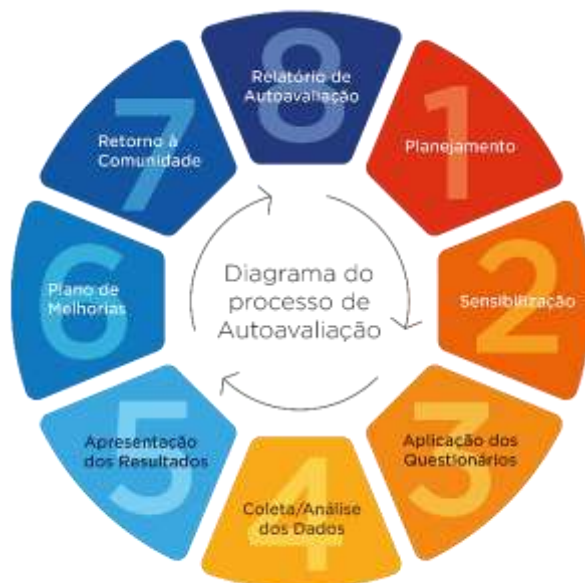 Diagrama do
processo de
Autoavaliação
1
Planejamento
2
Sensibilização
3
Aplicação dos
Questionários
4
Coleta/Análise
dos Dados
5
Apresentação
dos Resultados
6
Plano de
Melhorias
7
Retorno à
Comunidade
8
Relatório de
Autoavaliação